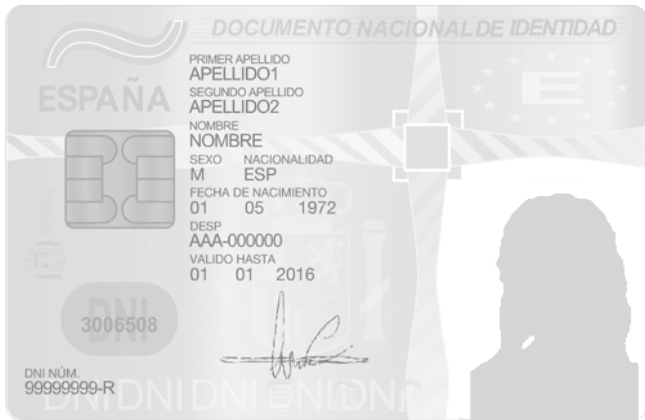 DOCUMENTO NACIONAL DE IDENTIDAD
ESPAÑA
PRIMER APELLIDO
APELLIDO1
SEGUNDO APELLIDO
APELLIDO2
NOMBRE
NOMBRE
SEXO NACIONALIDAD
M ESP
FECHA DE NACIMIENTO
01 05 1972
DESP
AAA-000000
VALIDO HASTA
01 01 2016
E
DNI
3006508
DNI NÚM.
99999999-R
DNIDNIDNI DNIDNI